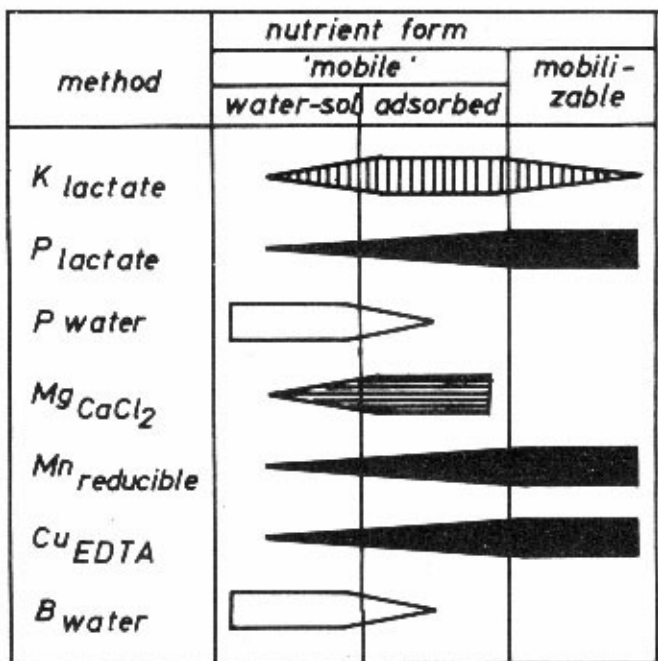 nutrient form
method
'mobile'
mobili-
zable
water-sol
adsorbed
K lactate
P lactate
P water
Mg CaCl2
Mn reducible
Cu EDTA
B water